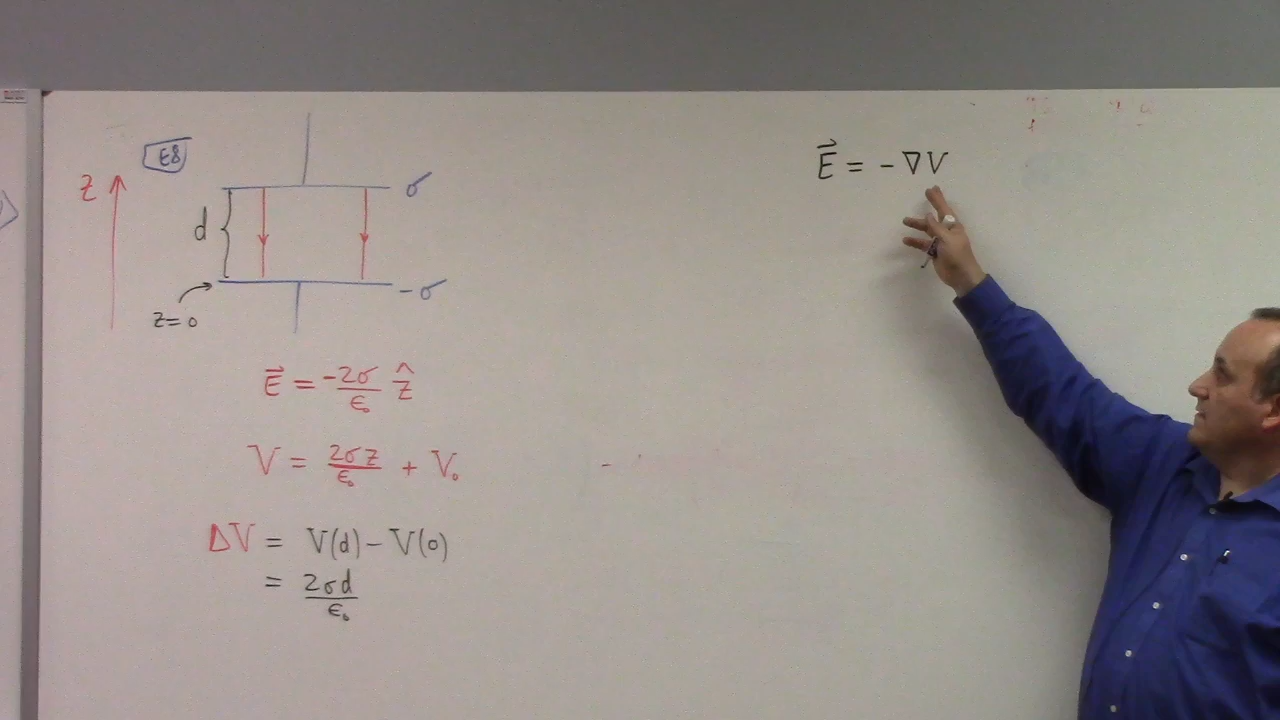 E8
z
σ
d
-σ
z=0
E⃗ = -2σ/ε₀ ẑ
V = 2σz/ε₀ + V₀
ΔV = V(d) - V(0)
= 2σd/ε₀
E⃗ = -∇V